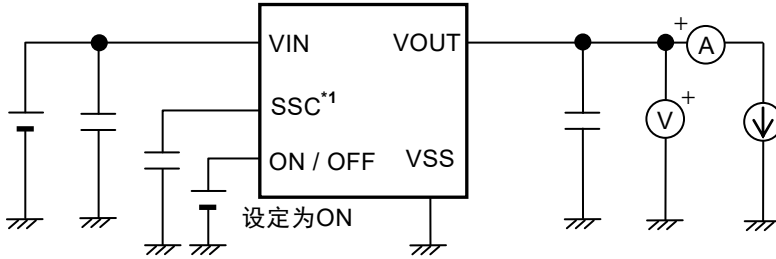 VIN
VOUT
+
A
SSC*1
V
+
ON / OFF
VSS
设定为ON